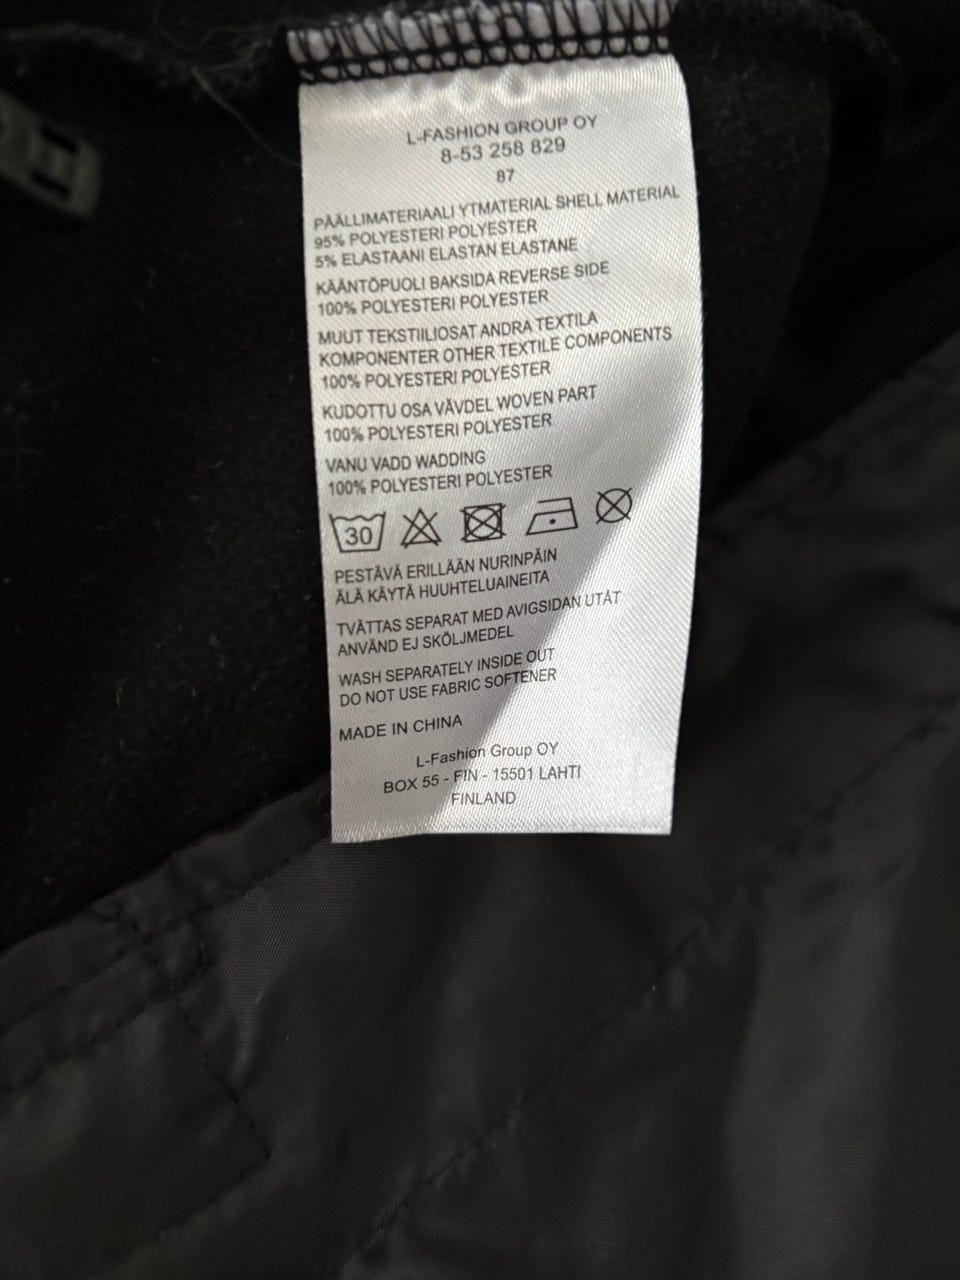 L-FASHION GROUP OY
8-53 258 829
87
PÄÄLLIMATERIAALI YTMATERIAL SHELL MATERIAL
95% POLYESTERI POLYESTER
5% ELASTAANI ELASTAN ELASTANE
KÄÄNTÖPUOLI BAKSIDA REVERSE SIDE
100% POLYESTERI POLYESTER
MUUT TEKSTIILIOSAT ANDRA TEXTILA
KOMPONENTER OTHER TEXTILE COMPONENTS
100% POLYESTERI POLYESTER
KUDOTTU OSA VÄVDEL WOVEN PART
100% POLYESTERI POLYESTER
VANU VADD WADDING
100% POLYESTERI POLYESTER
30
PESTÄVÄ ERILLÄÄN NURINPÄIN
ÄLÄ KÄYTÄ HUUHTELUAINEITA
TVÄTTAS SEPARAT MED AVIGSIDAN UTÅT
ANVÄND EJ SKÖLJMEDEL
WASH SEPARATELY INSIDE OUT
DO NOT USE FABRIC SOFTENER
MADE IN CHINA
L-Fashion Group OY
BOX 55 - FIN - 15501 LAHTI
FINLAND